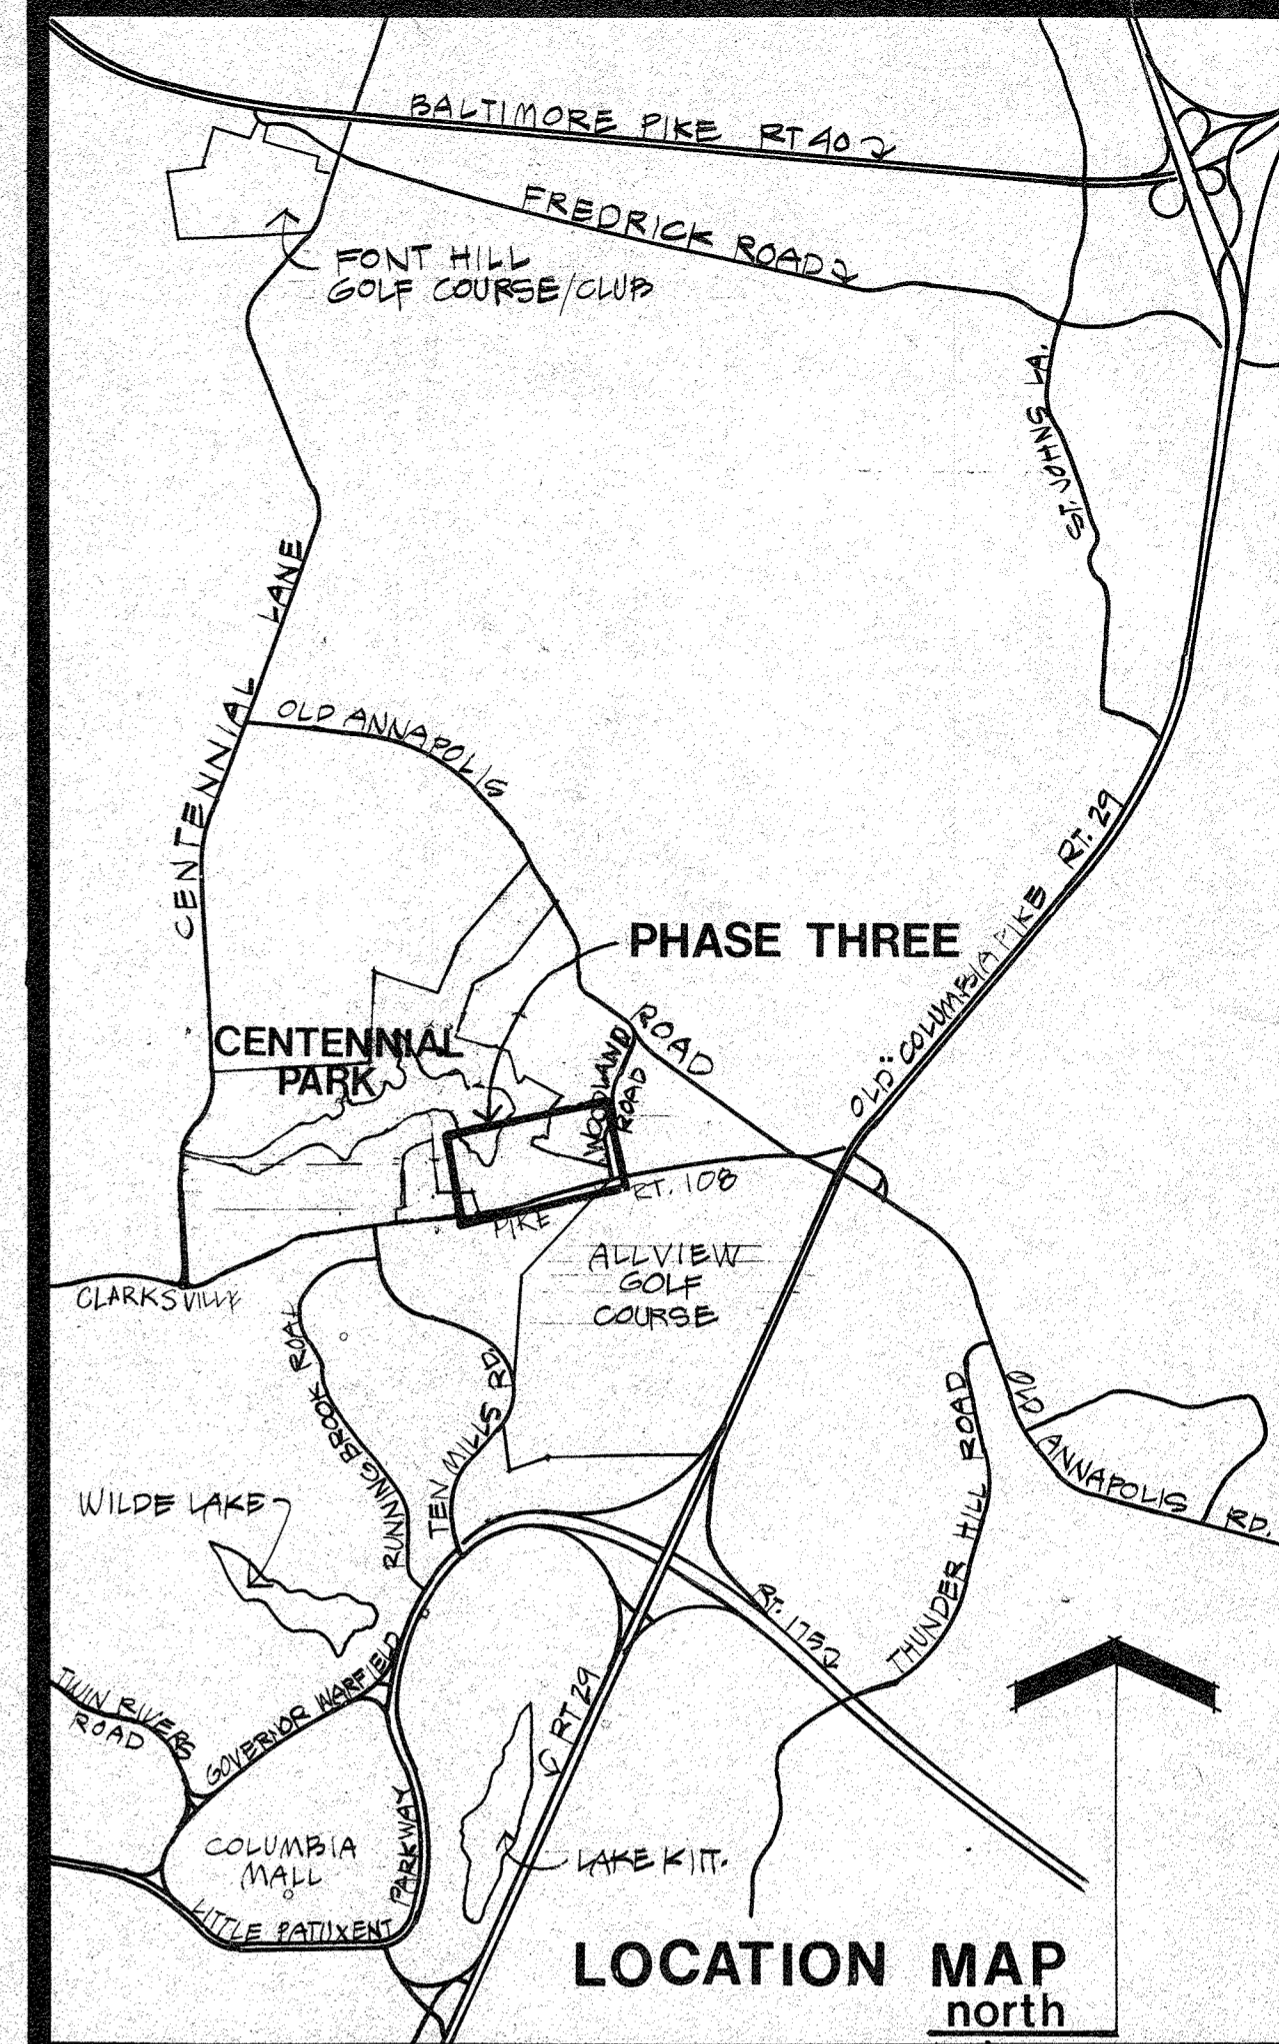 BALTIMORE PIKE RT 40
FREDRICK ROAD
FONT HILL
GOLF COURSE/CLUB
ST. JOHNS LA.
CENTENNIAL LANE
OLD ANNAPOLIS
ROAD
RT. 29
"OLD" COLUMBIA PIKE
PHASE THREE
CENTENNIAL
PARK
WOODLAND
ROAD
RT. 108
PIKE
CLARKSVILLE
ALLVIEW
GOLF
COURSE
RUNNING BROOK ROAD
TEN MILLS RD.
THUNDER HILL ROAD
OLD
ANNAPOLIS RD.
WILDE LAKE
RT. 175
TWIN RIVERS
ROAD
GOVERNOR WARFIELD
PARKWAY
RT 29
COLUMBIA
MALL
LAKE KITT.
LITTLE PATUXENT
LOCATION MAP
north